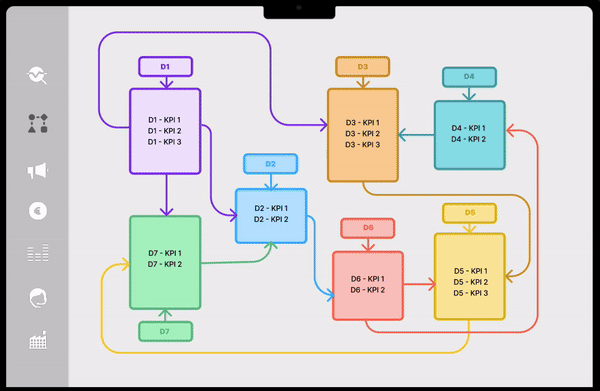 D1
D1 - KPI 1
D1 - KPI 2
D1 - KPI 3
D2
D2 - KPI 1
D2 - KPI 2
D3
D3 - KPI 1
D3 - KPI 2
D3 - KPI 3
D4
D4 - KPI 1
D4 - KPI 2
D7 - KPI 1
D7 - KPI 2
D7
D6
D6 - KPI 1
D6 - KPI 2
D5
D5 - KPI 1
D5 - KPI 2
D5 - KPI 3
€